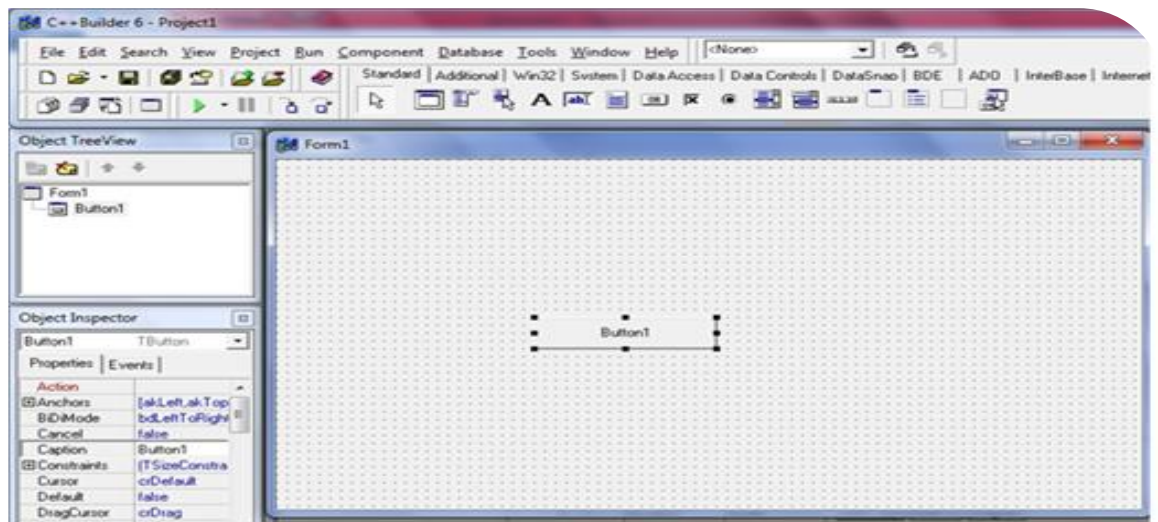 C++Builder 6 - Project1
File Edit Search View Project Run Component Database Tools Window Help <None>
Standard Additional Win32 System Data Access Data Controls DataSnap BDE ADO InterBase Internet
Object TreeView
Form1
Button1
Object Inspector
Button1 TButton
Properties Events
Action
Anchors [akLeft,akTop
BiDiMode bdLeftToRight
Cancel false
Caption Button1
Constraints (TSizeConstra
Cursor crDefault
Default false
DragCursor crDrag
Form1
Button1